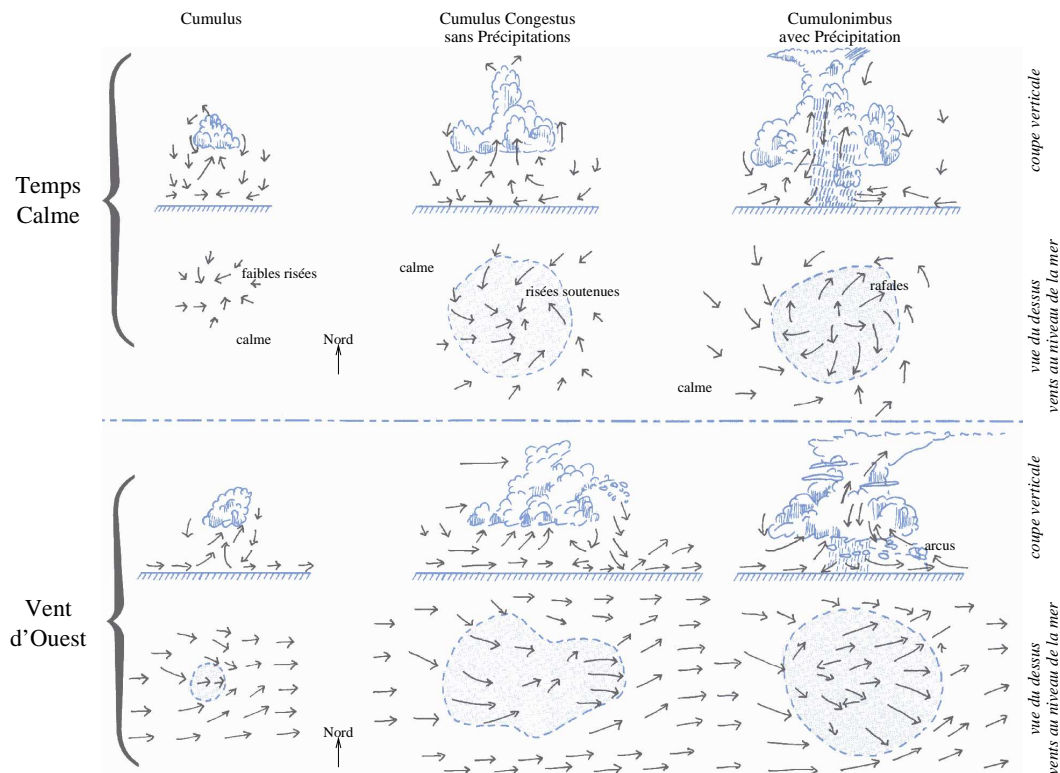 Cumulus
Cumulus Congestus
sans Précipitations
Cumulonimbus
avec Précipitation
Temps
Calme
coupe verticale
vue du dessus
vents au niveau de la mer
faibles risées
calme
Nord
calme
risées soutenues
rafales
calme
Vent
d'Ouest
coupe verticale
arcus
vue du dessus
vents au niveau de la mer
Nord